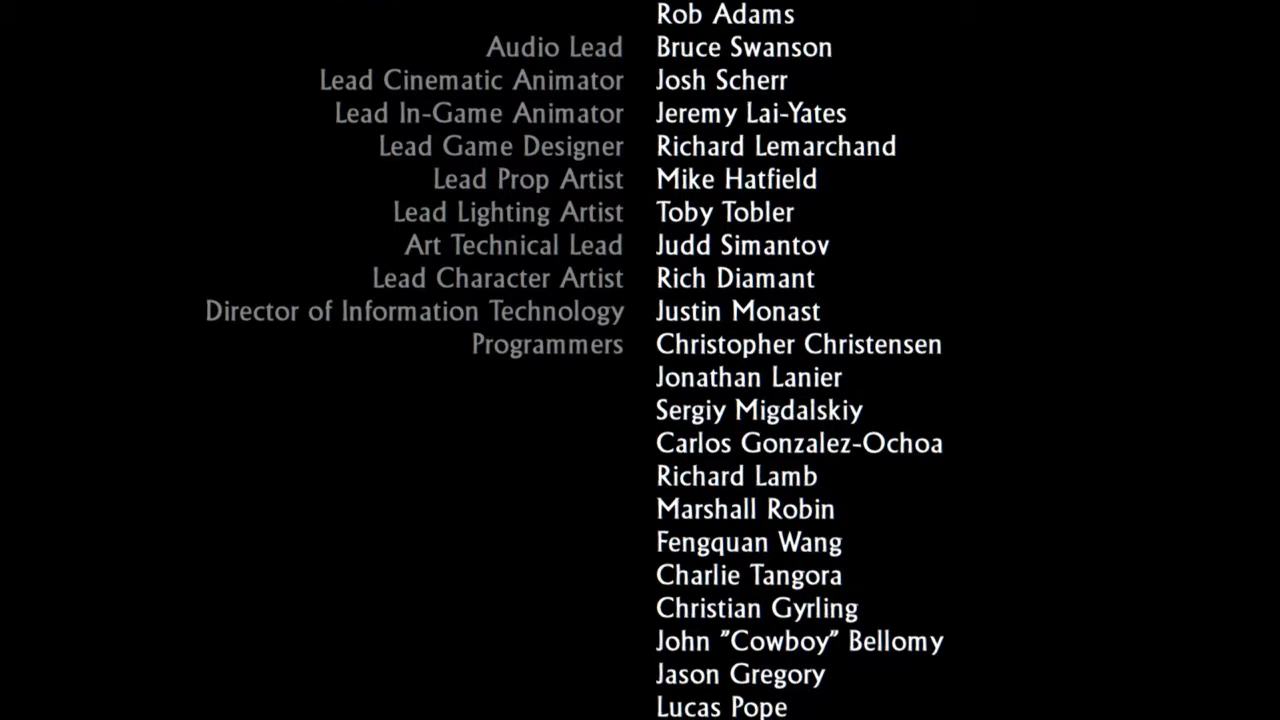 Rob Adams
Audio Lead Bruce Swanson
Lead Cinematic Animator Josh Scherr
Lead In-Game Animator Jeremy Lai-Yates
Lead Game Designer Richard Lemarchand
Lead Prop Artist Mike Hatfield
Lead Lighting Artist Toby Tobler
Art Technical Lead Judd Simantov
Lead Character Artist Rich Diamant
Director of Information Technology Justin Monast
Programmers Christopher Christensen
Jonathan Lanier
Sergiy Migdalskiy
Carlos Gonzalez-Ochoa
Richard Lamb
Marshall Robin
Fengquan Wang
Charlie Tangora
Christian Gyrling
John "Cowboy" Bellomy
Jason Gregory
Lucas Pope